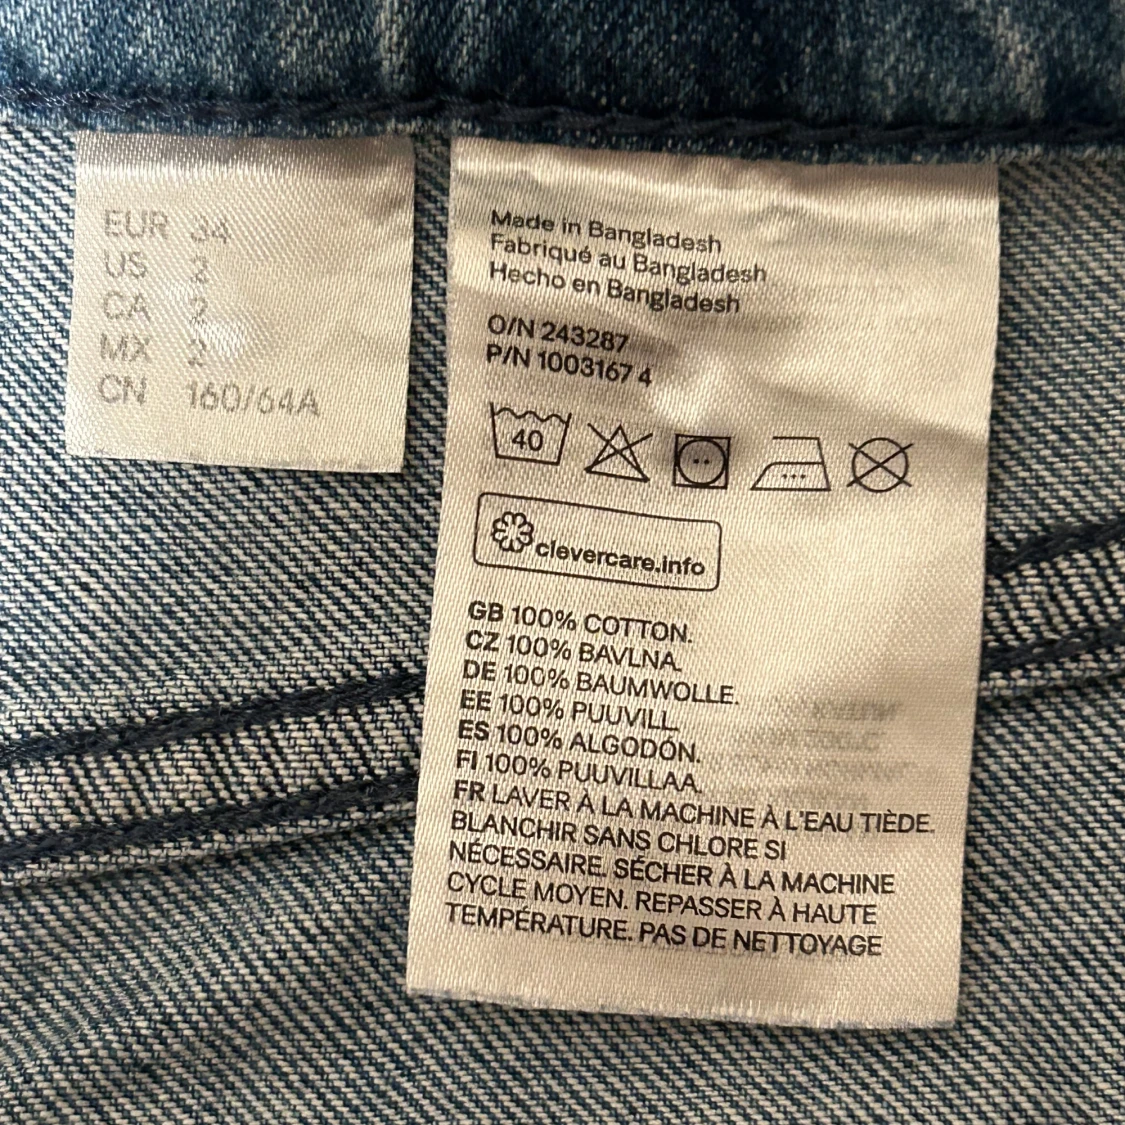 EUR 34
US 2
CA 2
MX 2
CN 160/64A
Made in Bangladesh
Fabriqué au Bangladesh
Hecho en Bangladesh
O/N 243287
P/N 1003167 4
40
clevercare.info
GB 100% COTTON.
CZ 100% BAVLNA.
DE 100% BAUMWOLLE.
EE 100% PUUVILL.
ES 100% ALGODÓN.
FI 100% PUUVILLAA.
FR LAVER À LA MACHINE À L'EAU TIÈDE.
BLANCHIR SANS CHLORE SI
NÉCESSAIRE. SÉCHER À LA MACHINE
CYCLE MOYEN. REPASSER À HAUTE
TEMPÉRATURE. PAS DE NETTOYAGE